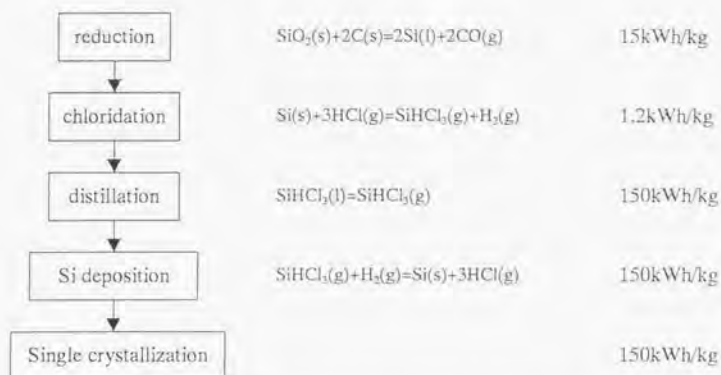 reduction SiO₂(s)+2C(s)=2Si(l)+2CO(g) 15kWh/kg
chloridation Si(s)+3HCl(g)=SiHCl₃(g)+H₂(g) 1.2kWh/kg
distillation SiHCl₃(l)=SiHCl₃(g) 150kWh/kg
Si deposition SiHCl₃(g)+H₂(g)=Si(s)+3HCl(g) 150kWh/kg
Single crystallization 150kWh/kg